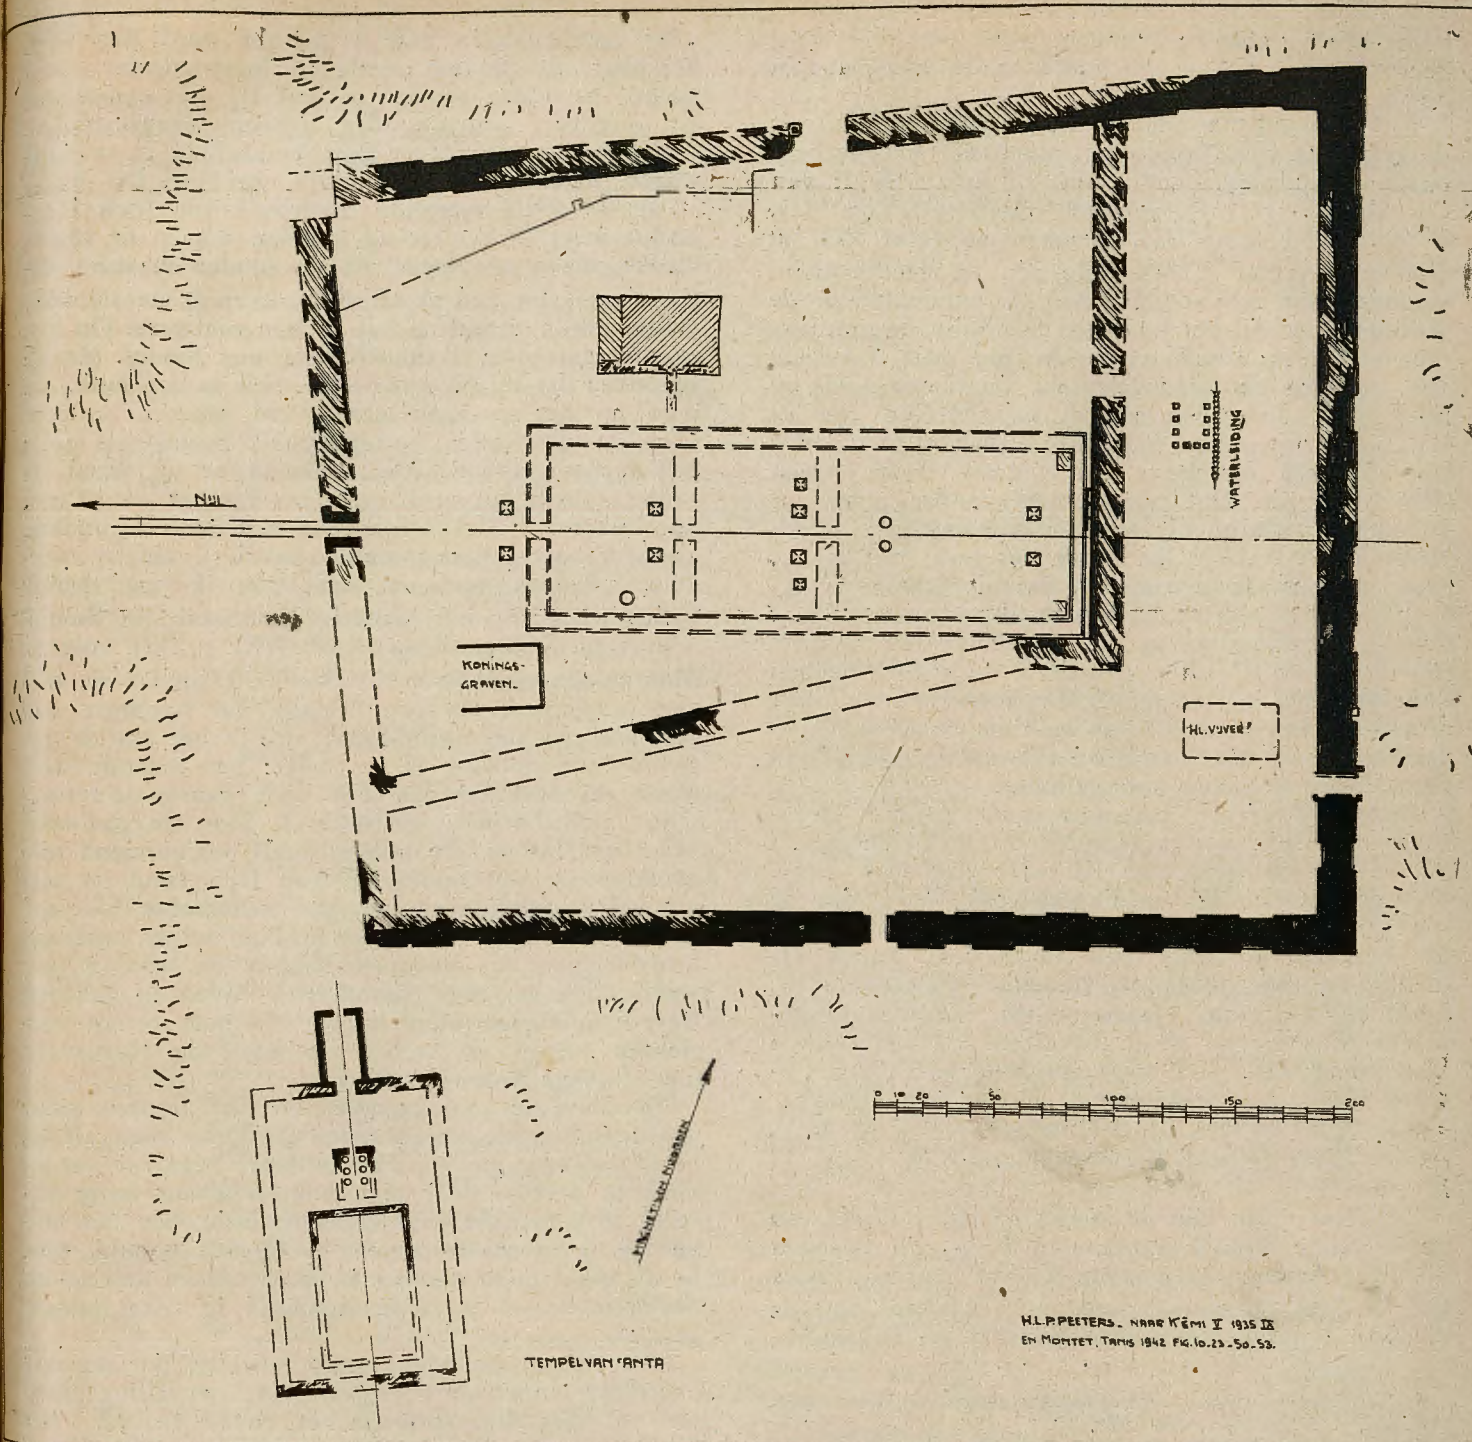 NIJL
WATERLEIDING
KONINGS-
GRAVEN.
HL. VIJVER?
0 10 20 50 100 150 200
MAGNETISCH NOORDEN
TEMPEL VAN ʿANTA
H.L.P. PEETERS. NAAR KÊMI V 1935 IX
EN MONTET, TANIS 1942 FIG. 10-23-50-53.